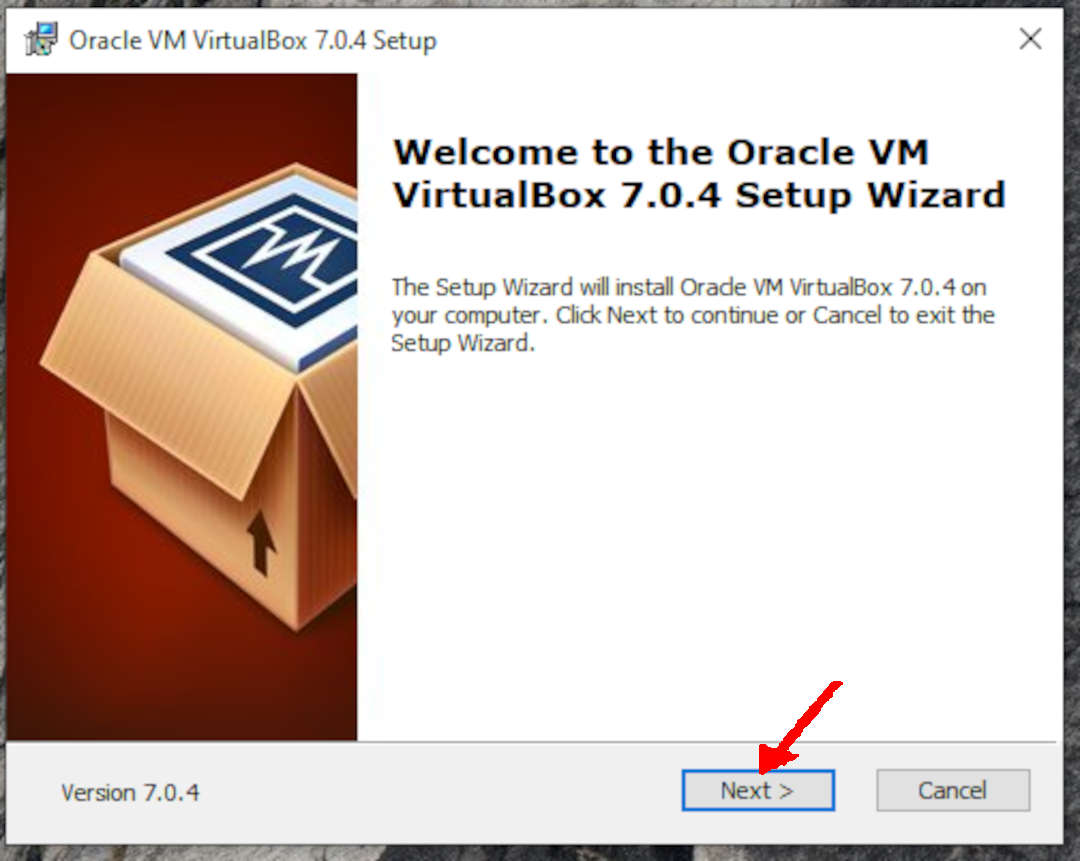 Oracle VM VirtualBox 7.0.4 Setup
Welcome to the Oracle VM
VirtualBox 7.0.4 Setup Wizard
The Setup Wizard will install Oracle VM VirtualBox 7.0.4 on
your computer. Click Next to continue or Cancel to exit the
Setup Wizard.
Version 7.0.4
Next >
Cancel